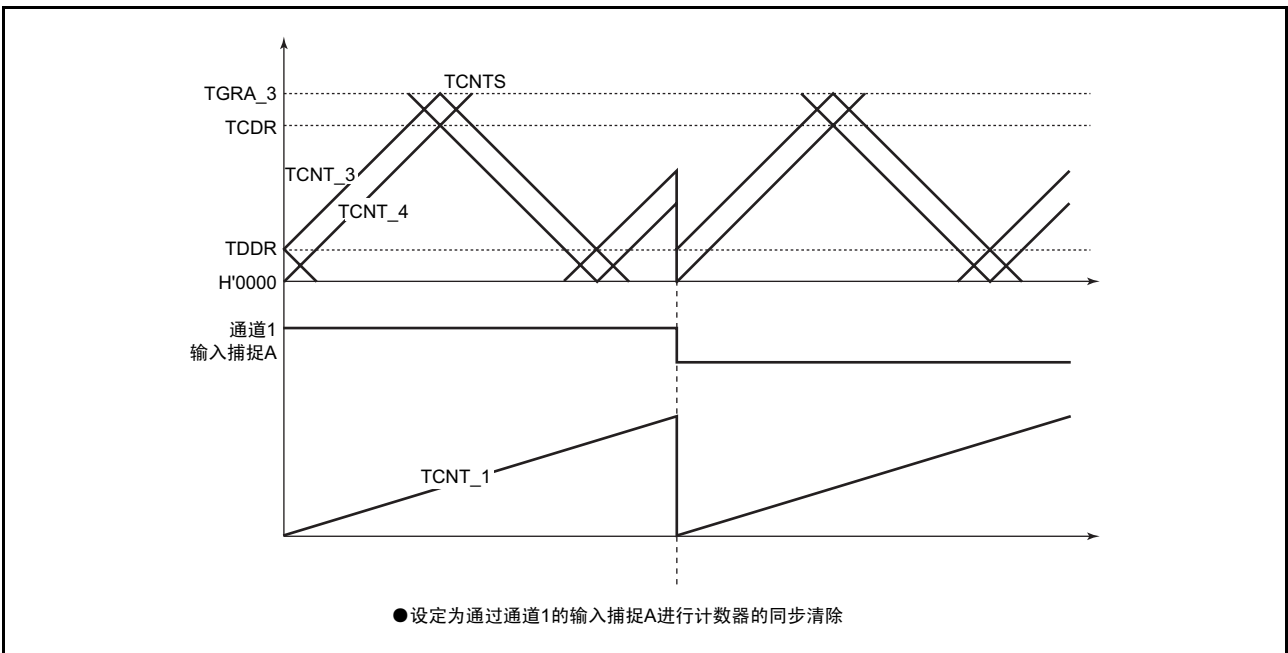 TCNTS
TGRA_3
TCDR
TCNT_3
TCNT_4
TDDR
H'0000
通道1
输入捕捉A
TCNT_1
●设定为通过通道1的输入捕捉A进行计数器的同步清除